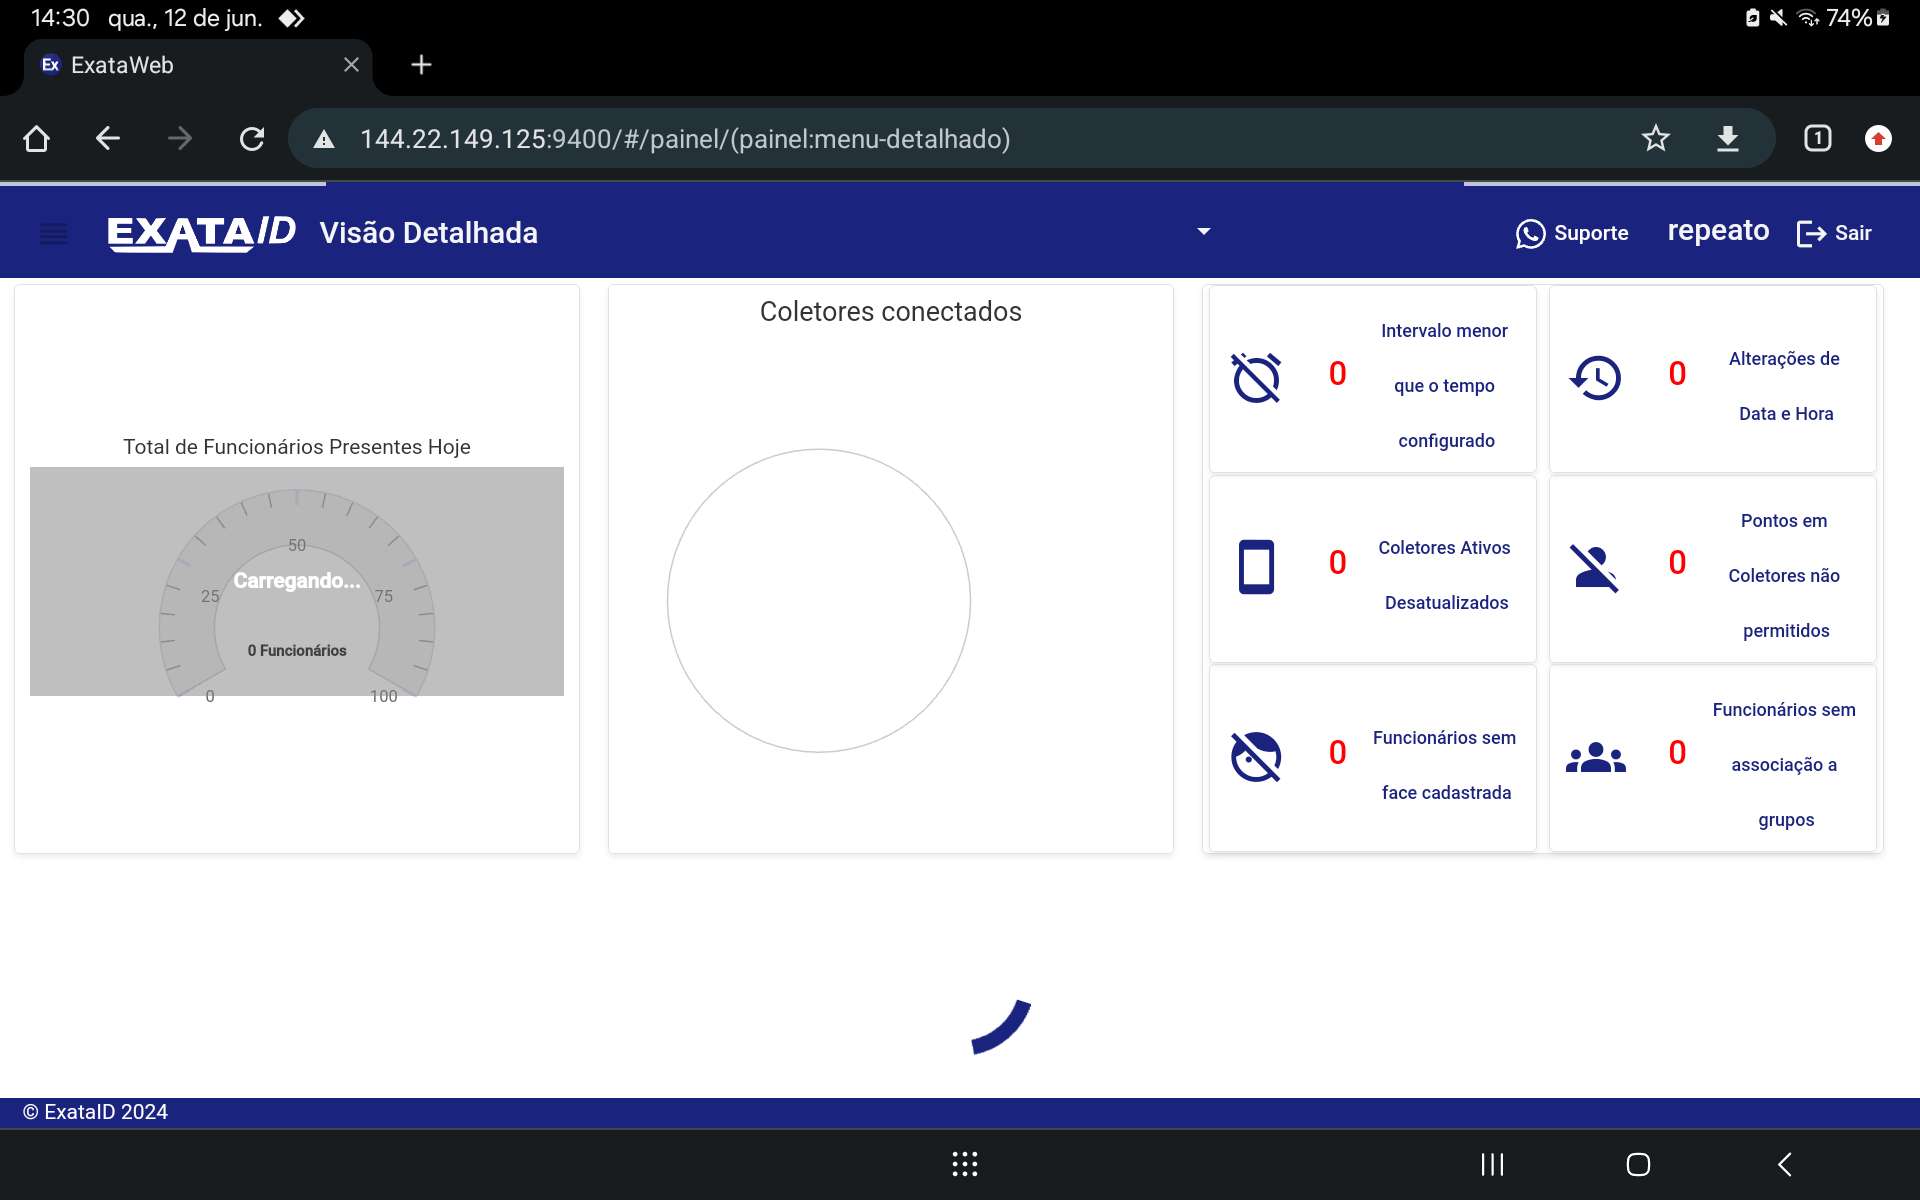 14:30 qua., 12 de jun.
74%
Ex ExataWeb
144.22.149.125:9400/#/painel/(painel:menu-detalhado)
1
EXATAID Visão Detalhada
Suporte repeato Sair
Total de Funcionários Presentes Hoje
50
Carregando...
25 75
0 Funcionários
0 100
Coletores conectados
0 Intervalo menor
que o tempo
configurado
0 Alterações de
Data e Hora
0 Coletores Ativos
Desatualizados
0 Pontos em
Coletores não
permitidos
0 Funcionários sem
face cadastrada
0 Funcionários sem
associação a
grupos
© ExataID 2024